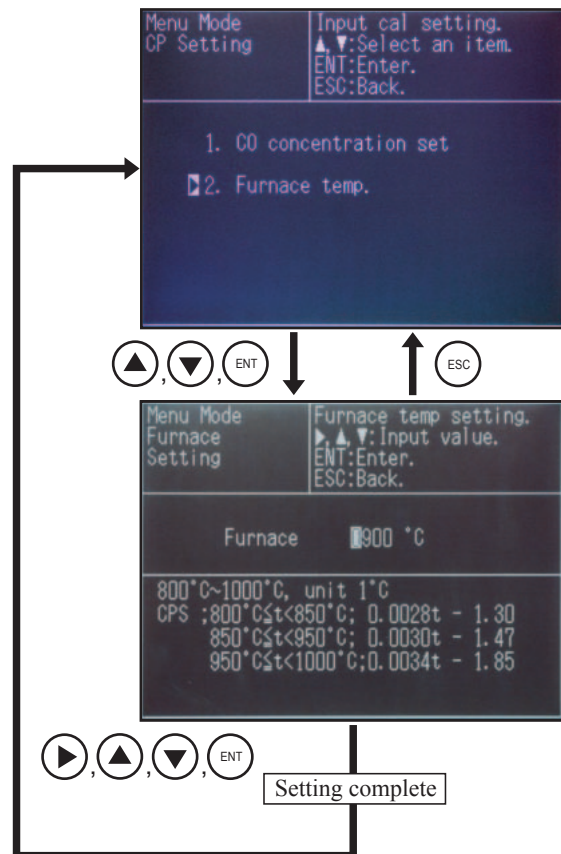 Menu Mode
CP Setting
Input cal setting.
▲,▼:Select an item.
ENT:Enter.
ESC:Back.
1. CO concentration set
2. Furnace temp.
▲,▼,ENT
ESC
Menu Mode
Furnace
Setting
Furnace temp setting.
▶,▲,▼:Input value.
ENT:Enter.
ESC:Back.
Furnace 0900 °C
800°C~1000°C, unit 1°C
CPS ;800°C≦t<850°C; 0.0028t - 1.30
850°C≦t<950°C; 0.0030t - 1.47
950°C≦t<1000°C;0.0034t - 1.85
▶,▲,▼,ENT
Setting complete